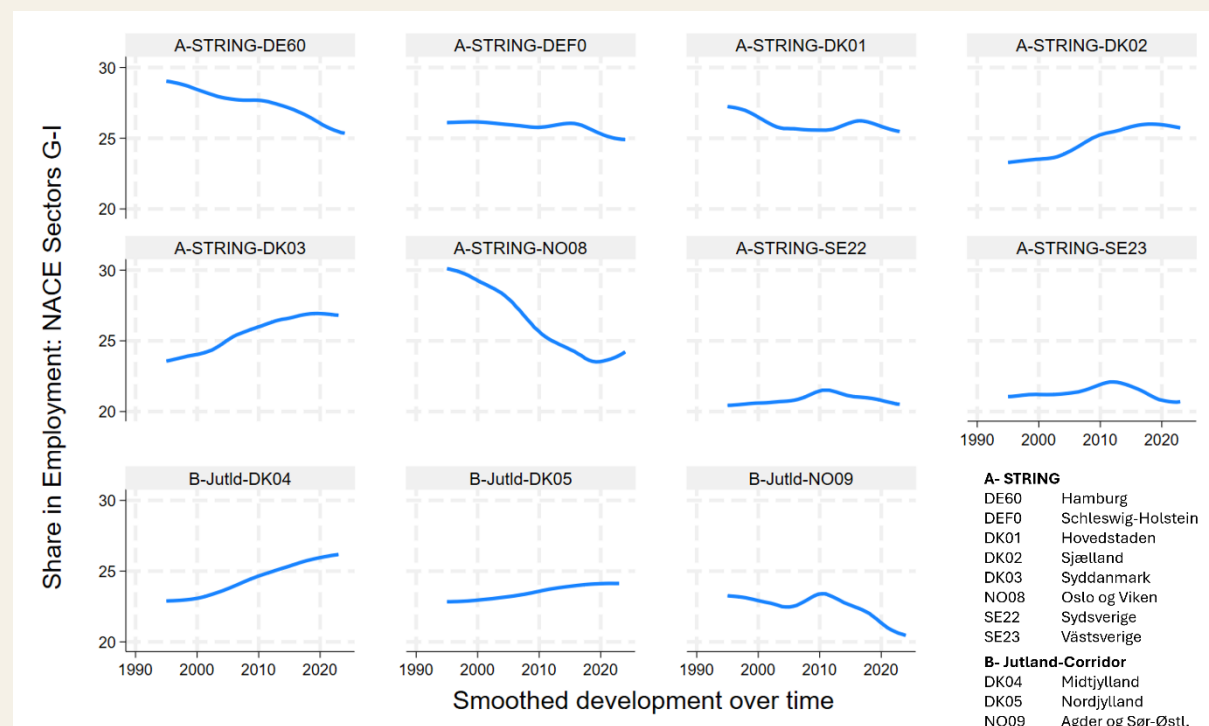 A-STRING-DE60 A-STRING-DEF0 A-STRING-DK01 A-STRING-DK02
30
25
20
A-STRING-DK03 A-STRING-NO08 A-STRING-SE22 A-STRING-SE23
30
25
20
1990 2000 2010 2020
B-Jutld-DK04 B-Jutld-DK05 B-Jutld-NO09
30
25
20
1990 2000 2010 2020 1990 2000 2010 2020 1990 2000 2010 2020
Share in Employment: NACE Sectors G-I
Smoothed development over time
A- STRING
DE60 Hamburg
DEF0 Schleswig-Holstein
DK01 Hovedstaden
DK02 Sjælland
DK03 Syddanmark
NO08 Oslo og Viken
SE22 Sydsverige
SE23 Västsverige
B- Jutland-Corridor
DK04 Midtjylland
DK05 Nordjylland
NO09 Agder og Sør-Østl.